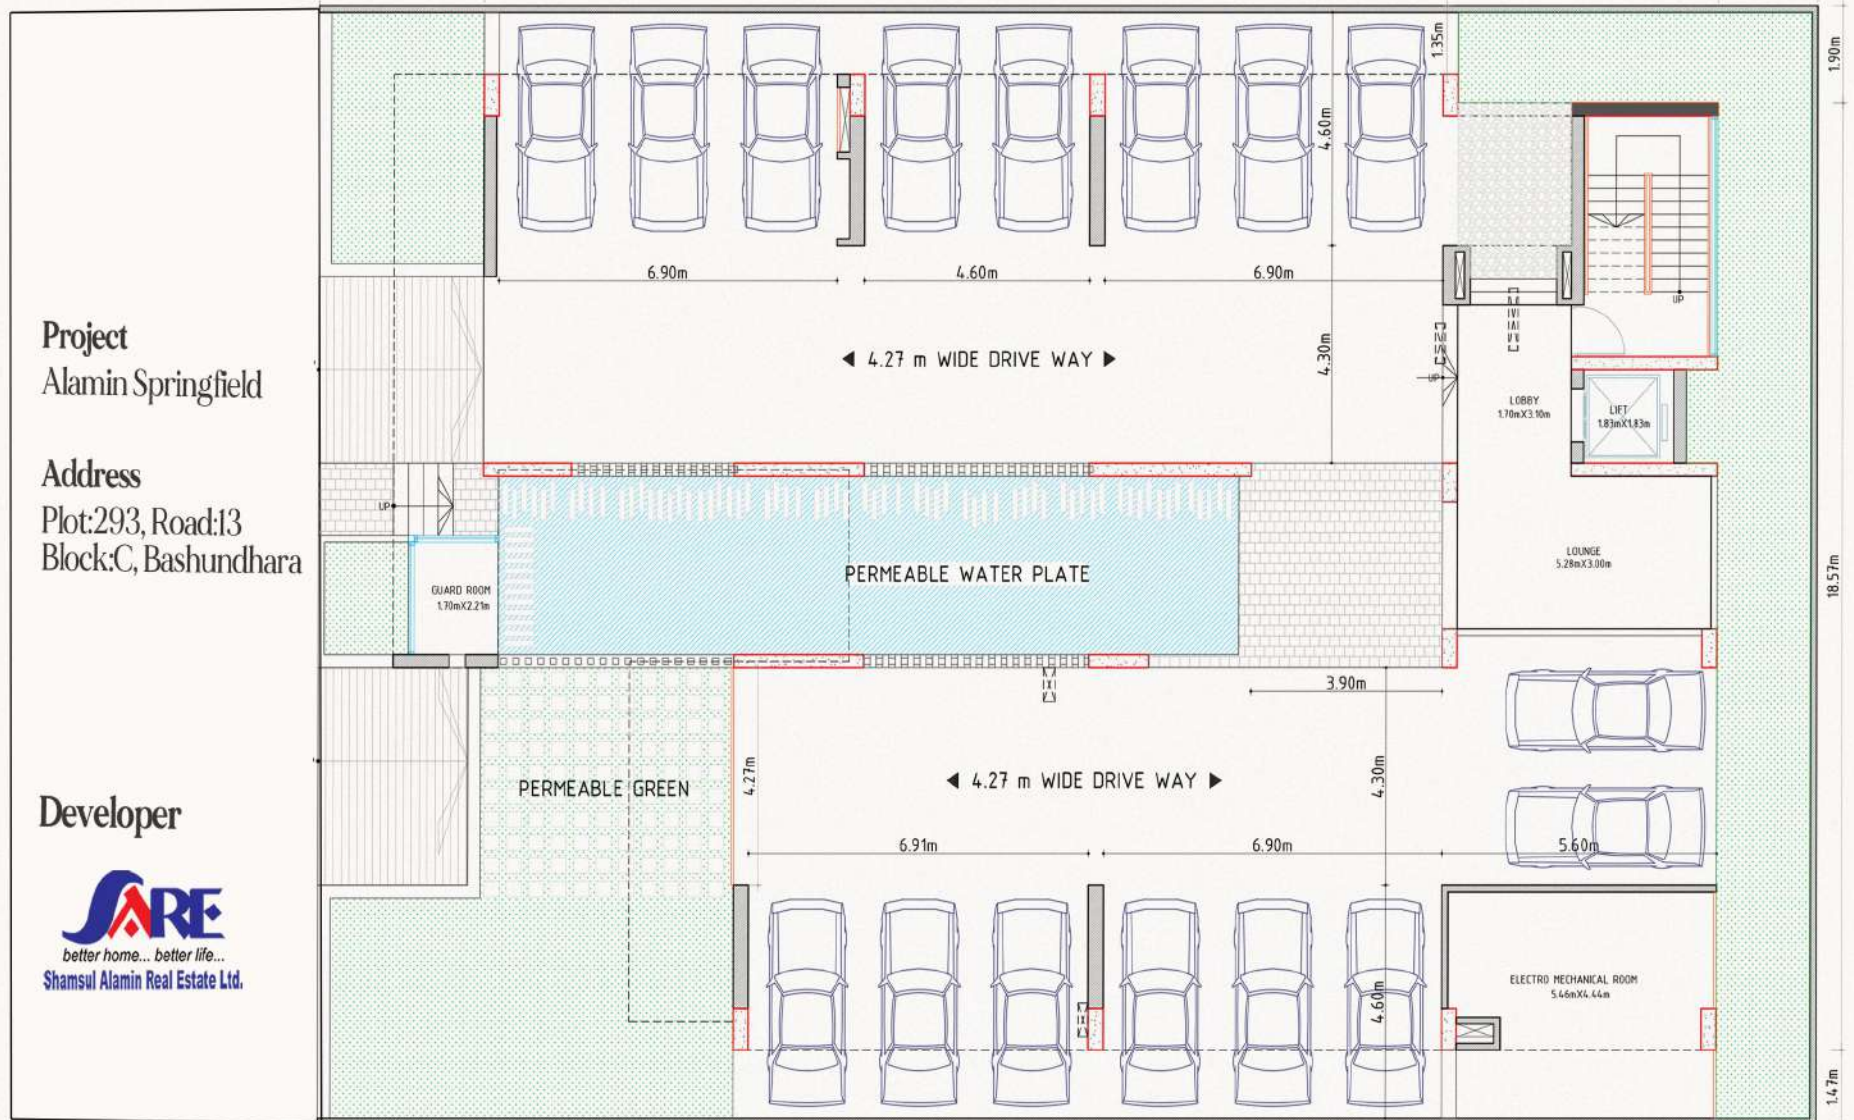 Project
Alamin Springfield
Address
Plot:293, Road:13
Block:C, Bashundhara
Developer
SARE
better home... better life...
Shamsul Alamin Real Estate Ltd.
1.35m
1.90m
4.60m
6.90m
4.60m
6.90m
UP
4.27 m WIDE DRIVE WAY
4.30m
UP
LOBBY
1.70mX3.10m
LIFT
1.83mX1.83m
UP
PERMEABLE WATER PLATE
LOUNGE
5.28mX3.00m
18.57m
GUARD ROOM
1.70mX2.21m
3.90m
4.27m
PERMEABLE GREEN
4.27 m WIDE DRIVE WAY
4.30m
6.91m
6.90m
5.60m
ELECTRO MECHANICAL ROOM
5.46mX4.44m
4.60m
1.47m